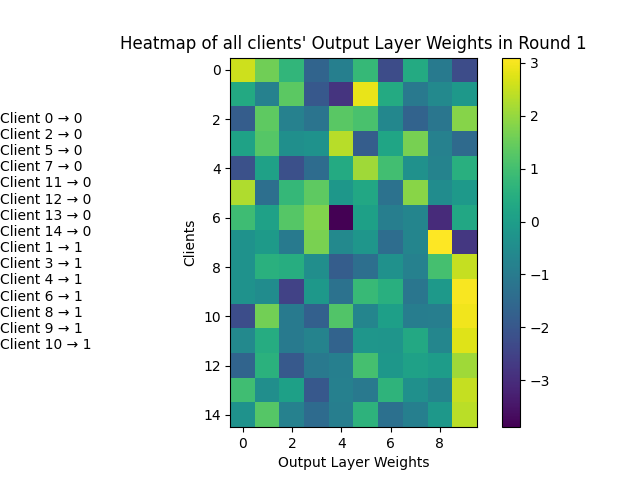 Heatmap of all clients' Output Layer Weights in Round 1
Client 0 → 0
Client 2 → 0
Client 5 → 0
Client 7 → 0
Client 11 → 0
Client 12 → 0
Client 13 → 0
Client 14 → 0
Client 1 → 1
Client 3 → 1
Client 4 → 1
Client 6 → 1
Client 8 → 1
Client 9 → 1
Client 10 → 1
Clients
0
2
4
6
8
10
12
14
0 2 4 6 8
Output Layer Weights
3
2
1
0
−1
−2
−3